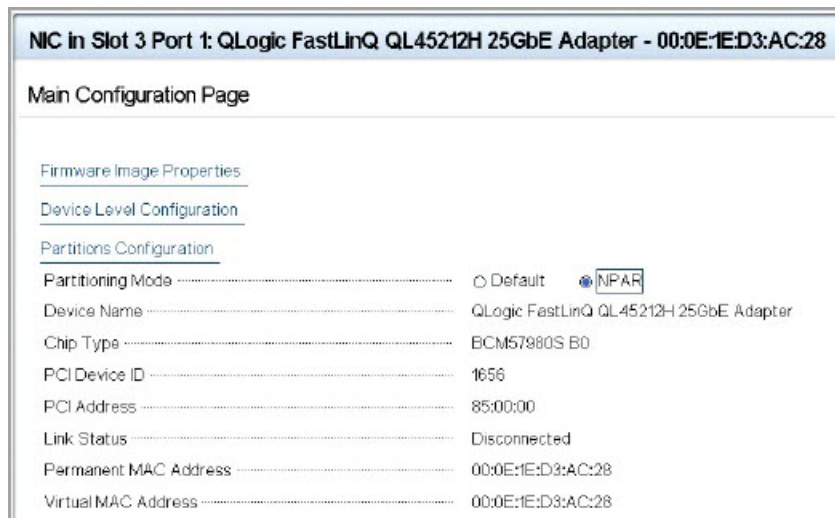 NIC in Slot 3 Port 1: QLogic FastLinQ QL45212H 25GbE Adapter - 00:0E:1E:D3:AC:28
Main Configuration Page
Firmware Image Properties
Device Level Configuration
Partitions Configuration
Partitioning Mode Default NPAR
Device Name QLogic FastLinQ QL45212H 25GbE Adapter
Chip Type BCM57980S B0
PCI Device ID 1656
PCI Address 85:00:00
Link Status Disconnected
Permanent MAC Address 00:0E:1E:D3:AC:28
Virtual MAC Address 00:0E:1E:D3:AC:28